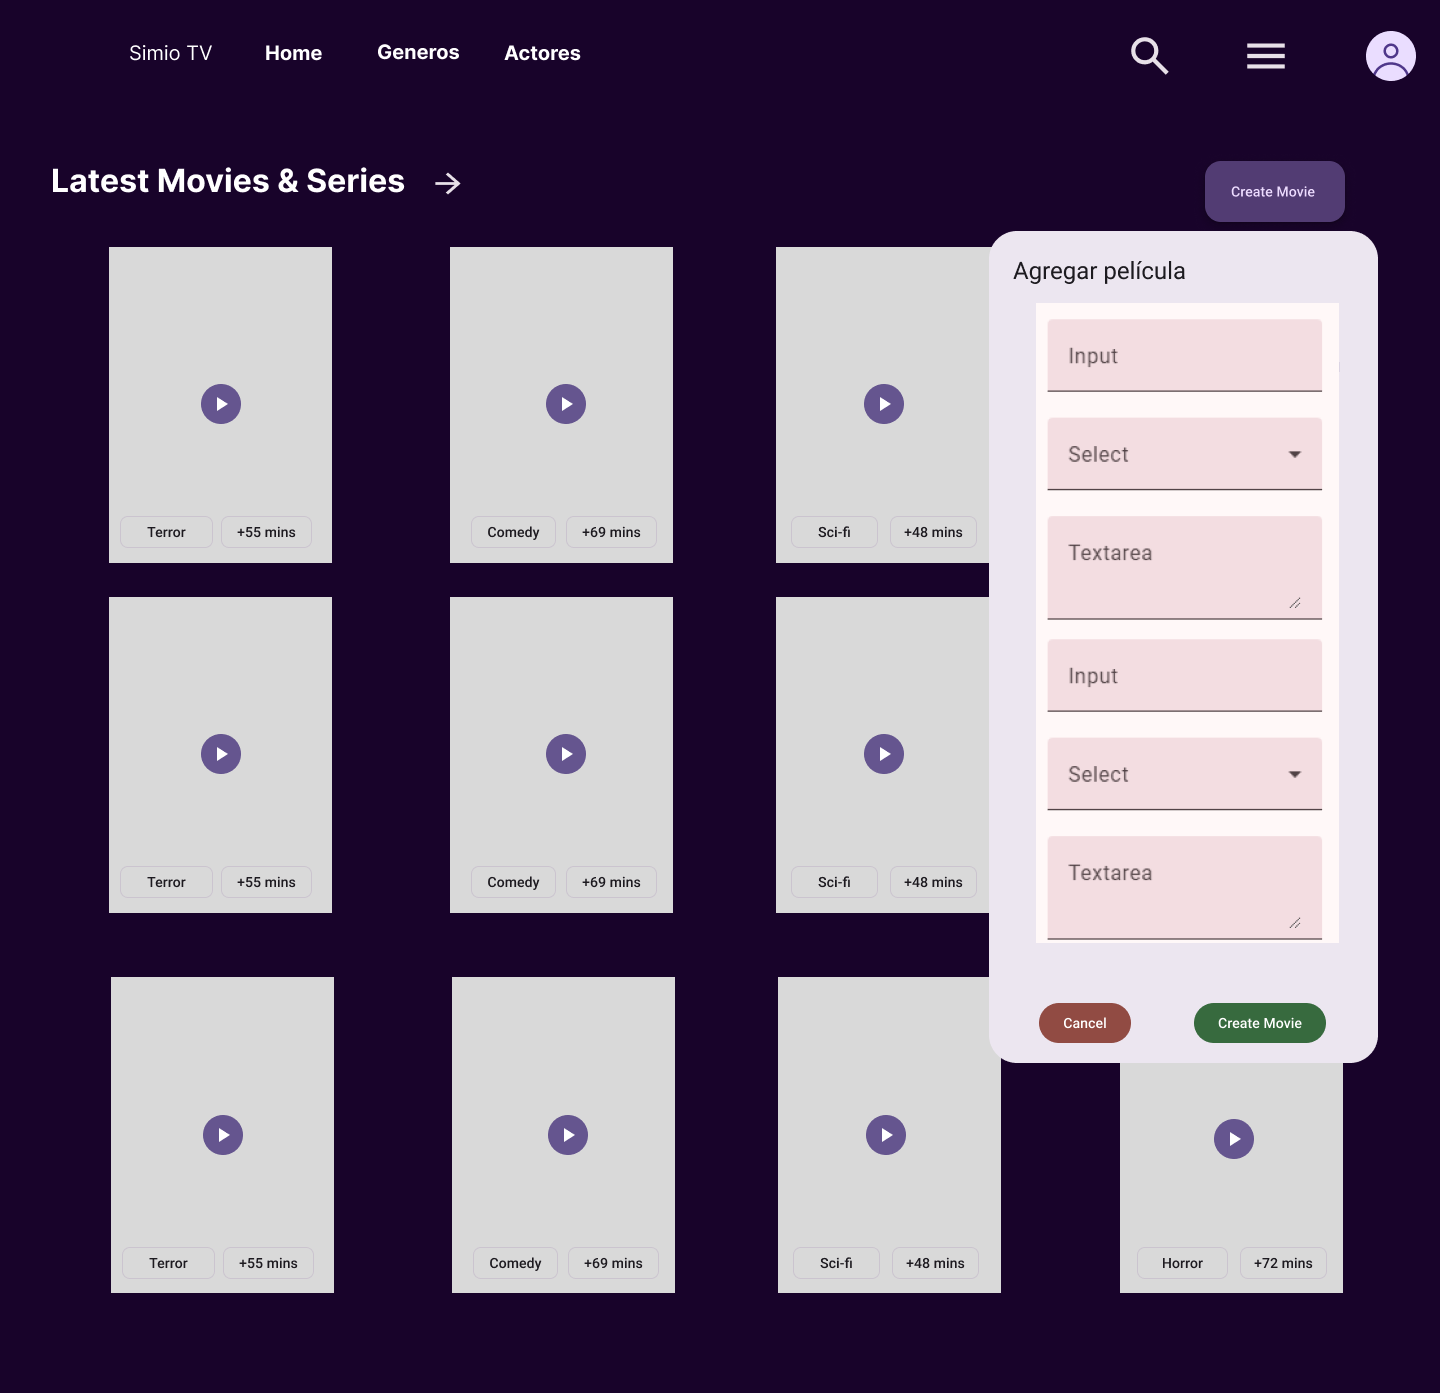 Simio TV Home Generos Actores
Latest Movies & Series
Create Movie
Agregar película
Input
Select
Textarea
Input
Select
Textarea
Cancel Create Movie
Terror +55 mins
Comedy +69 mins
Sci-fi +48 mins
Terror +55 mins
Comedy +69 mins
Sci-fi +48 mins
Terror +55 mins
Comedy +69 mins
Sci-fi +48 mins
Horror +72 mins